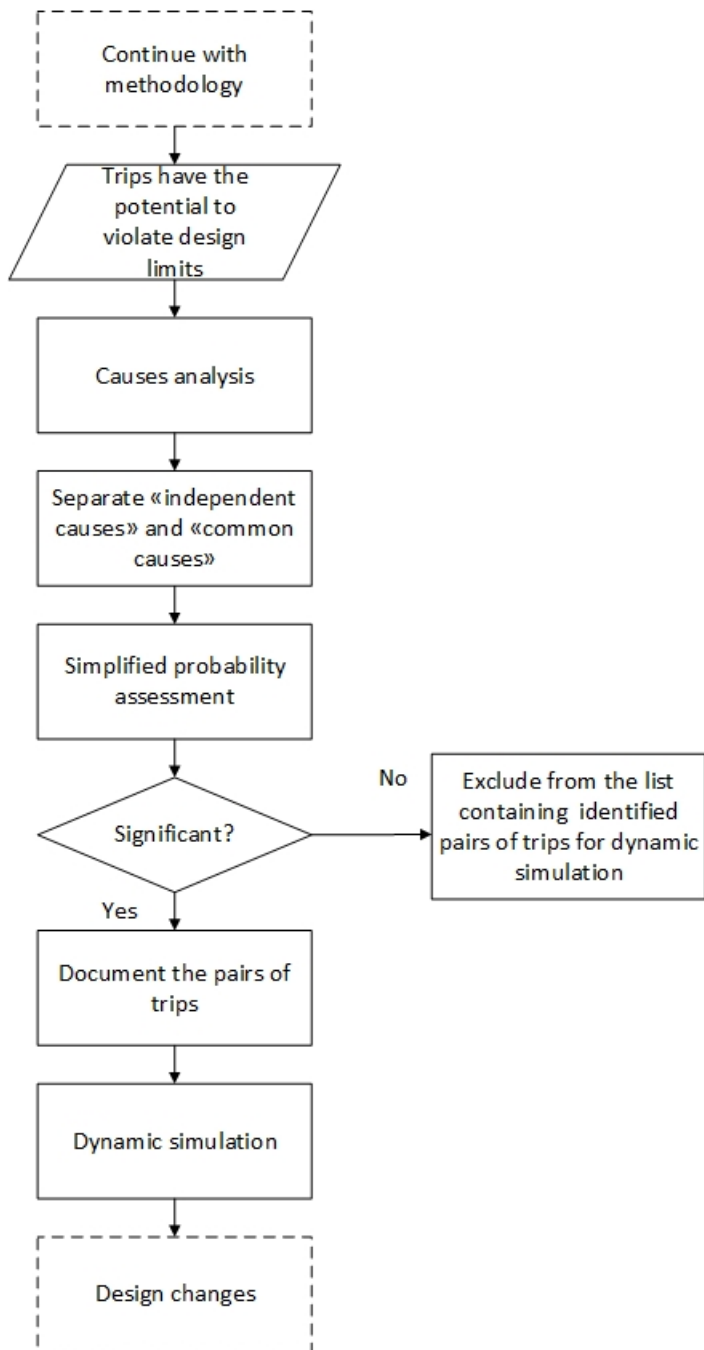 Continue with
methodology
Trips have the
potential to
violate design
limits
Causes analysis
Separate «independent
causes» and «common
causes»
Simplified probability
assessment
Significant?
No
Exclude from the list
containing identified
pairs of trips for dynamic
simulation
Yes
Document the pairs of
trips
Dynamic simulation
Design changes